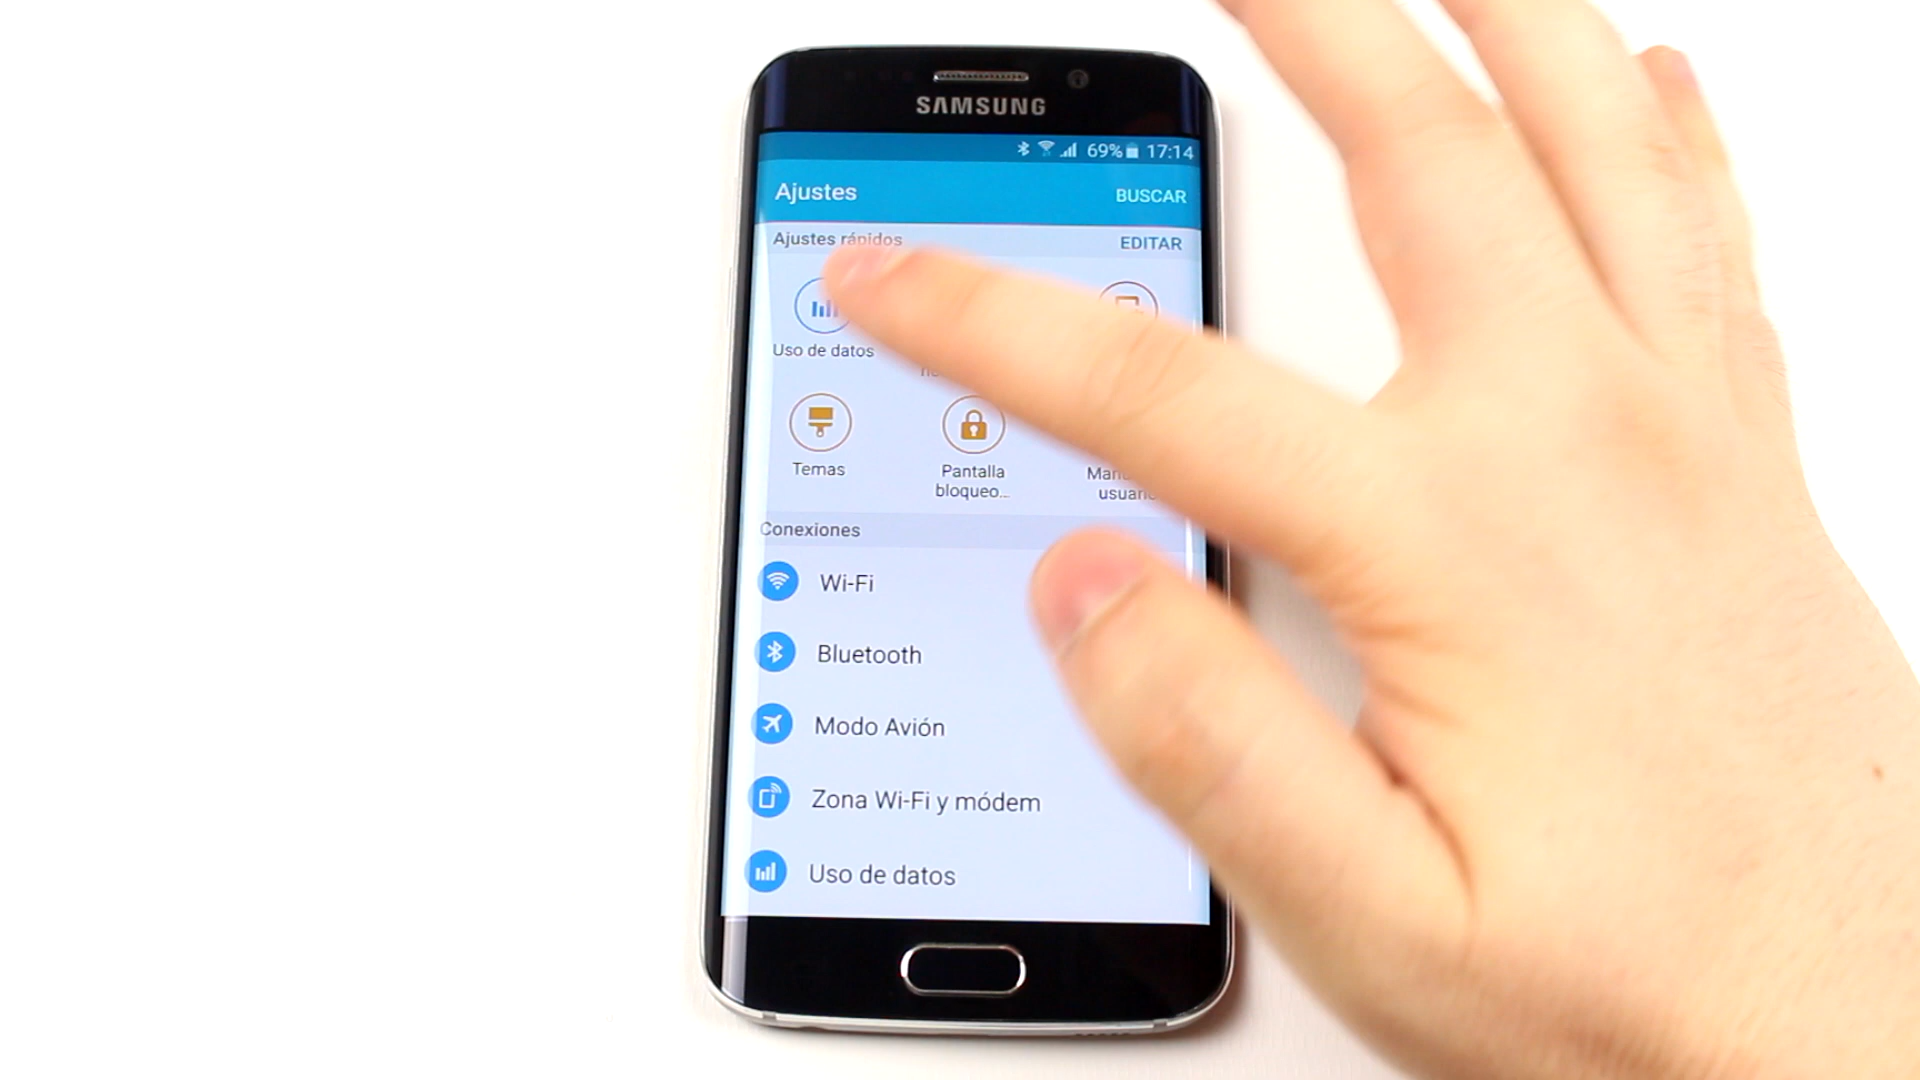 SAMSUNG
69% 17:14
Ajustes
BUSCAR
Ajustes rápidos
EDITAR
Uso de datos
Temas
Pantalla
bloqueo...
usuario
Conexiones
Wi-Fi
Bluetooth
Modo Avión
Zona Wi-Fi y módem
Uso de datos